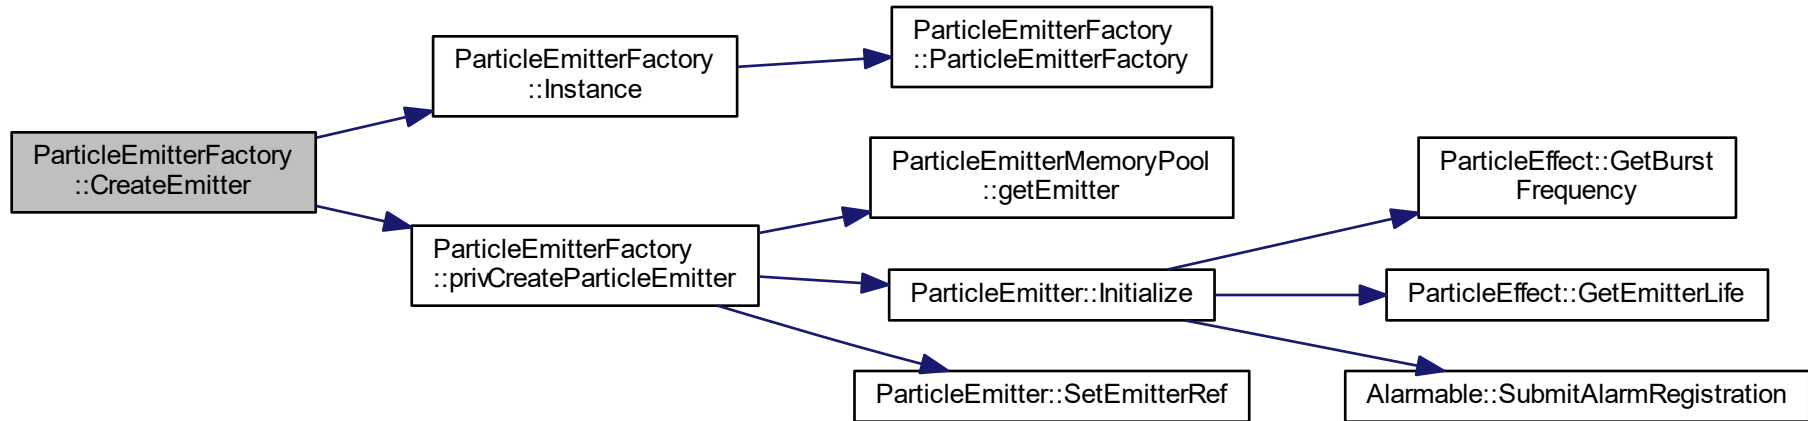 ParticleEmitterFactory
::CreateEmitter
ParticleEmitterFactory
::Instance
ParticleEmitterFactory
::ParticleEmitterFactory
ParticleEmitterFactory
::privCreateParticleEmitter
ParticleEmitterMemoryPool
::getEmitter
ParticleEmitter::Initialize
ParticleEffect::GetBurst
Frequency
ParticleEffect::GetEmitterLife
Alarmable::SubmitAlarmRegistration
ParticleEmitter::SetEmitterRef